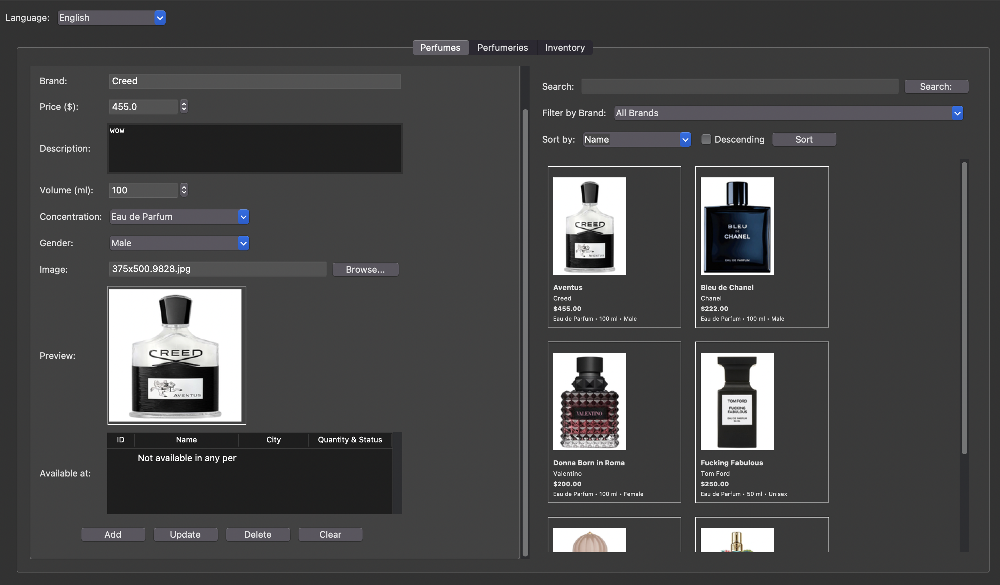 Language: English
Perfumes Perfumeries Inventory
Brand: Creed
Price ($): 455.0
Description: wow
Volume (ml): 100
Concentration: Eau de Parfum
Gender: Male
Image: 375x500.9828.jpg Browse...
Preview:
CREED
AVENTUS
ID Name City Quantity & Status
Not available in any per
Available at:
Add Update Delete Clear
Search: Search:
Filter by Brand: All Brands
Sort by: Name Descending Sort
CREED
AVENTUS
Aventus
Creed
$455.00
Eau de Parfum • 100 ml • Male
BLEU
DE
CHANEL
EAU DE PARFUM
Bleu de Chanel
Chanel
$222.00
Eau de Parfum • 100 ml • Male
VALENTINO
Donna Born in Roma
Valentino
$200.00
Eau de Parfum • 100 ml • Female
TOM FORD
FUCKING
FABULOUS
EAU DE PARFUM
50 ML
Fucking Fabulous
Tom Ford
$250.00
Eau de Parfum • 50 ml • Unisex